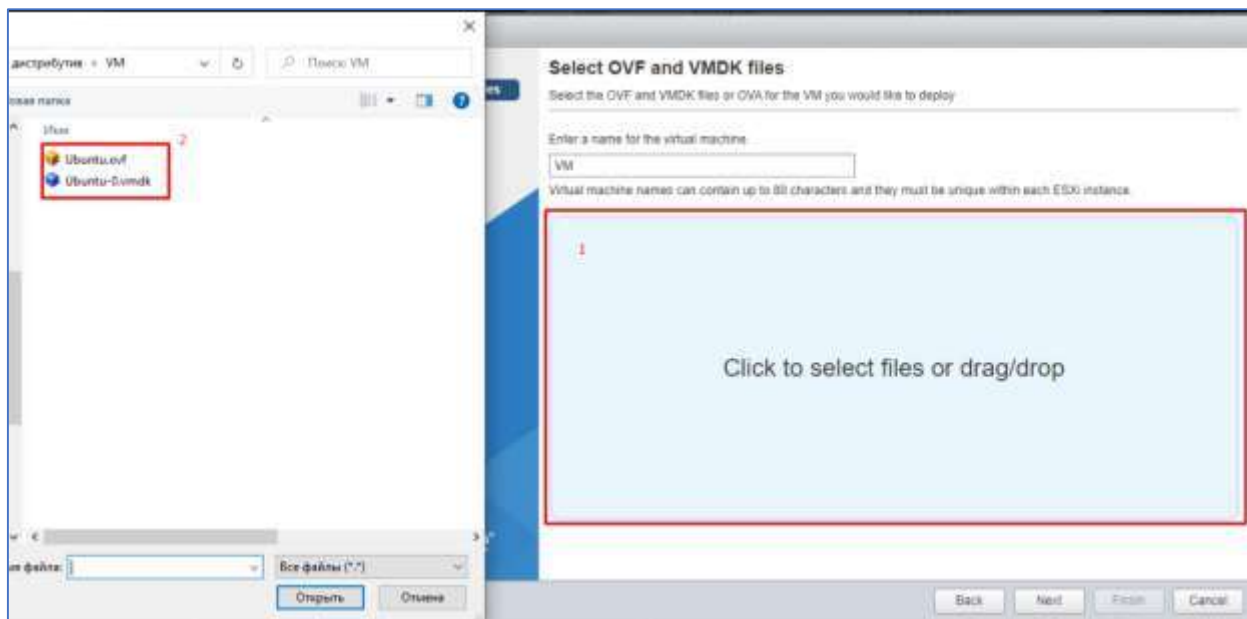 дистрибутив › VM
Поиск: VM
овая папка
Имя
2
Ubuntu.ovf
Ubuntu-0.vmdk
мя файла:
Все файлы (*.*)
Открыть
Отмена
es
Select OVF and VMDK files
Select the OVF and VMDK files or OVA for the VM you would like to deploy
Enter a name for the virtual machine.
VM
Virtual machine names can contain up to 80 characters and they must be unique within each ESXi instance.
1
Click to select files or drag/drop
Back
Next
Finish
Cancel